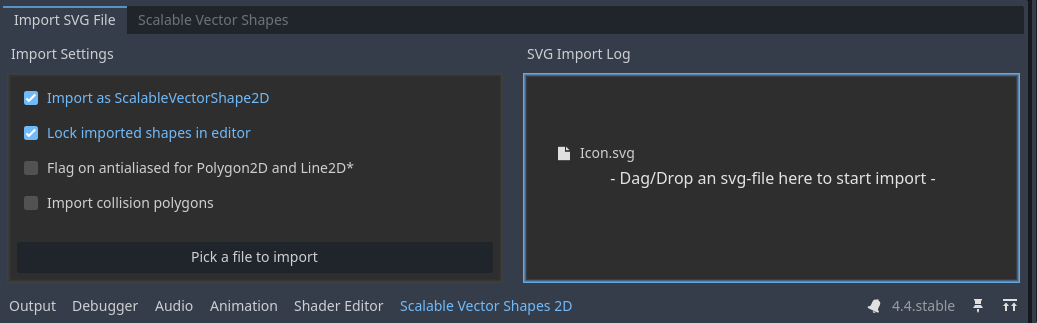 Import SVG File
Scalable Vector Shapes
Import Settings
Import as ScalableVectorShape2D
Lock imported shapes in editor
Flag on antialiased for Polygon2D and Line2D*
Import collision polygons
Pick a file to import
SVG Import Log
Icon.svg
- Dag/Drop an svg-file here to start import -
Output Debugger Audio Animation Shader Editor Scalable Vector Shapes 2D 4.4.stable